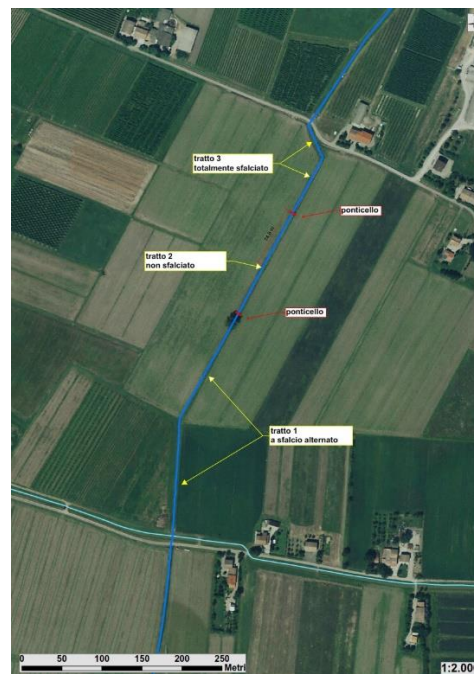 tratto 3
totalmente sfalciato
ponticello
tratto 2
non sfalciato
ponticello
tratto 1
a sfalcio alternato
0 50 100 150 200 250
Metri
1:2.00